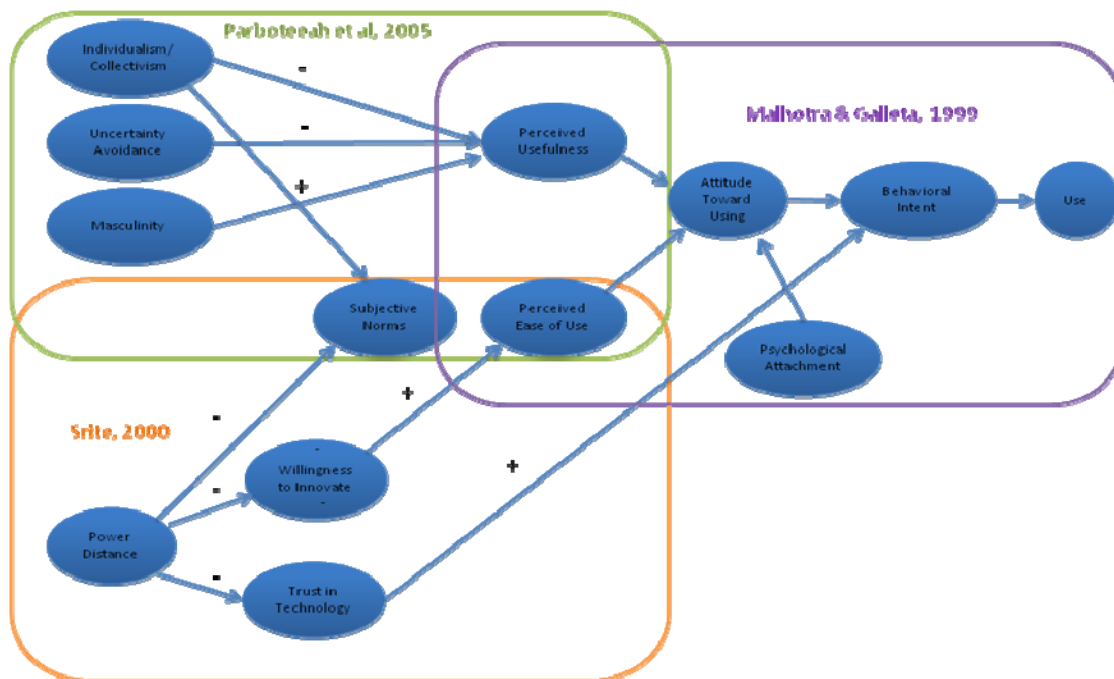 Parboteeah et al, 2005
Individualism/
Collectivism
-
Malhotra & Galleta, 1999
Uncertainty
Avoidance
-
Perceived
Usefulness
+
Masculinity
Attitude
Toward
Using
Behavioral
Intent
Use
Subjective
Norms
Perceived
Ease of Use
Psychological
Attachment
+
-
Srite, 2000
+
-
Willingness
to Innovate
-
-
Power
Distance
-
Trust in
Technology